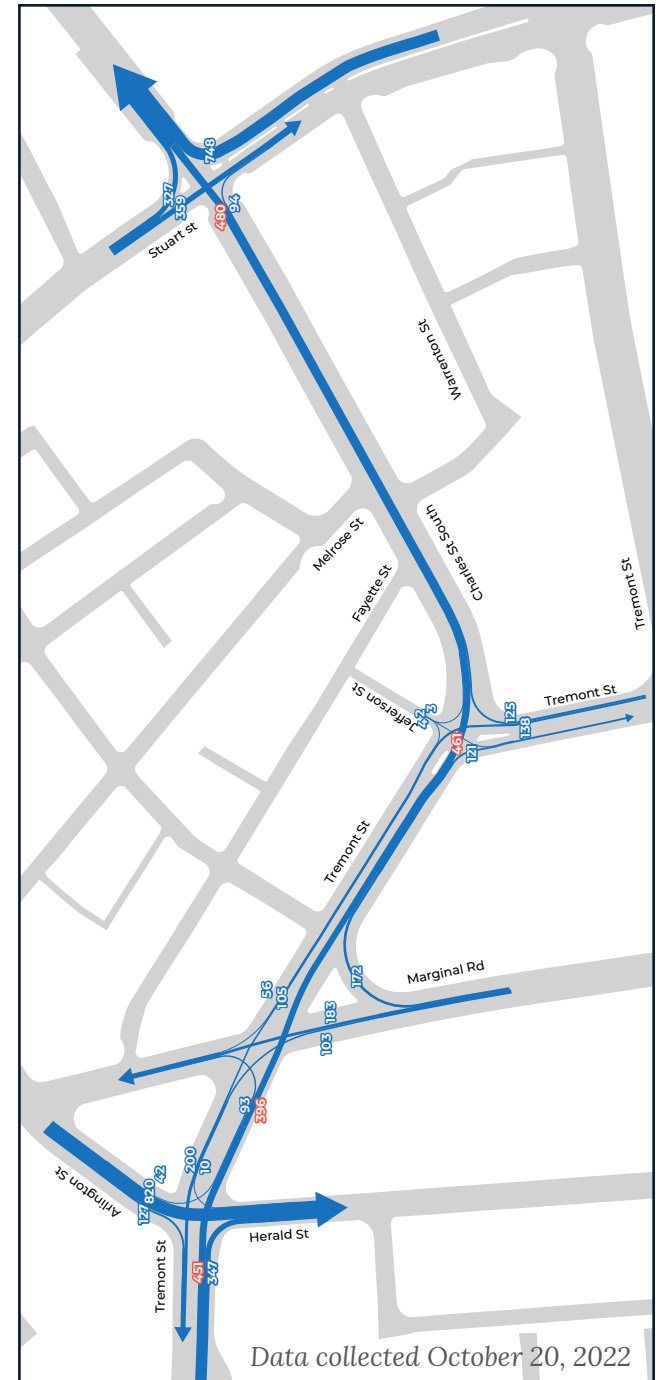 748
327
359
480
94
Stuart st
Warrenton St
Charles St South
Melrose St
Fayette St
Tremont St
Jefferson St
3
Tremont St
125
138
461
121
Tremont St
172
Marginal Rd
56
105
183
103
93
396
200
10
42
820
Arlington St
Tremont St
Herald St
451
347
Data collected October 20, 2022